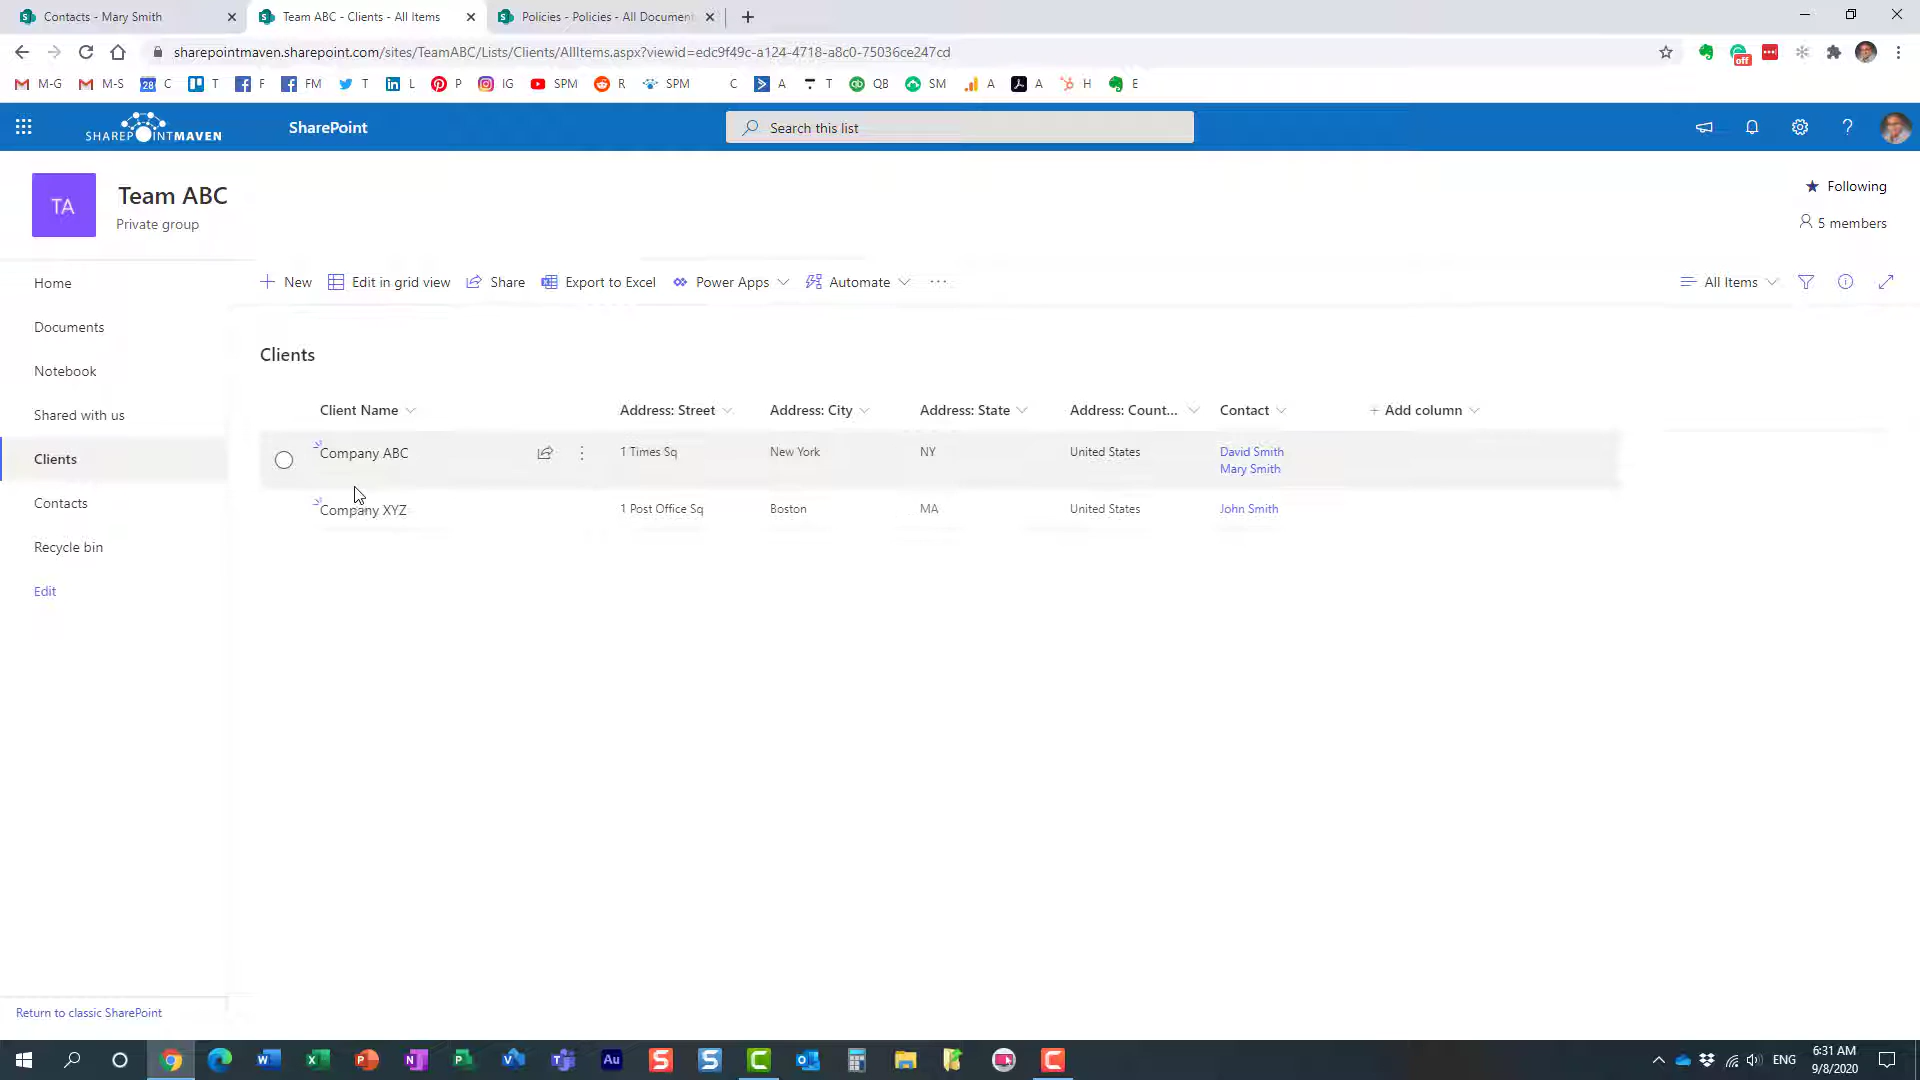 Contacts - Mary Smith
Team ABC - Clients - All Items
Policies - Policies - All Document
sharepointmaven.sharepoint.com/sites/TeamABC/Lists/Clients/AllItems.aspx?viewid=edc9f49c-a124-4718-a8c0-75036ce247cd
off
M-G M-S 28 C T F FM T L P IG SPM R SPM C A T QB SM A A H E
SHAREPOINTMAVEN
SharePoint
Search this list
TA
Team ABC
Private group
Following
5 members
Home
Documents
Notebook
Shared with us
Clients
Contacts
Recycle bin
Edit
Return to classic SharePoint
New Edit in grid view Share Export to Excel Power Apps Automate ... All Items
Clients
Client Name Address: Street Address: City Address: State Address: Count... Contact + Add column
Company ABC 1 Times Sq New York NY United States David Smith
Mary Smith
Company XYZ 1 Post Office Sq Boston MA United States John Smith
Au
ENG
6:31 AM
9/8/2020